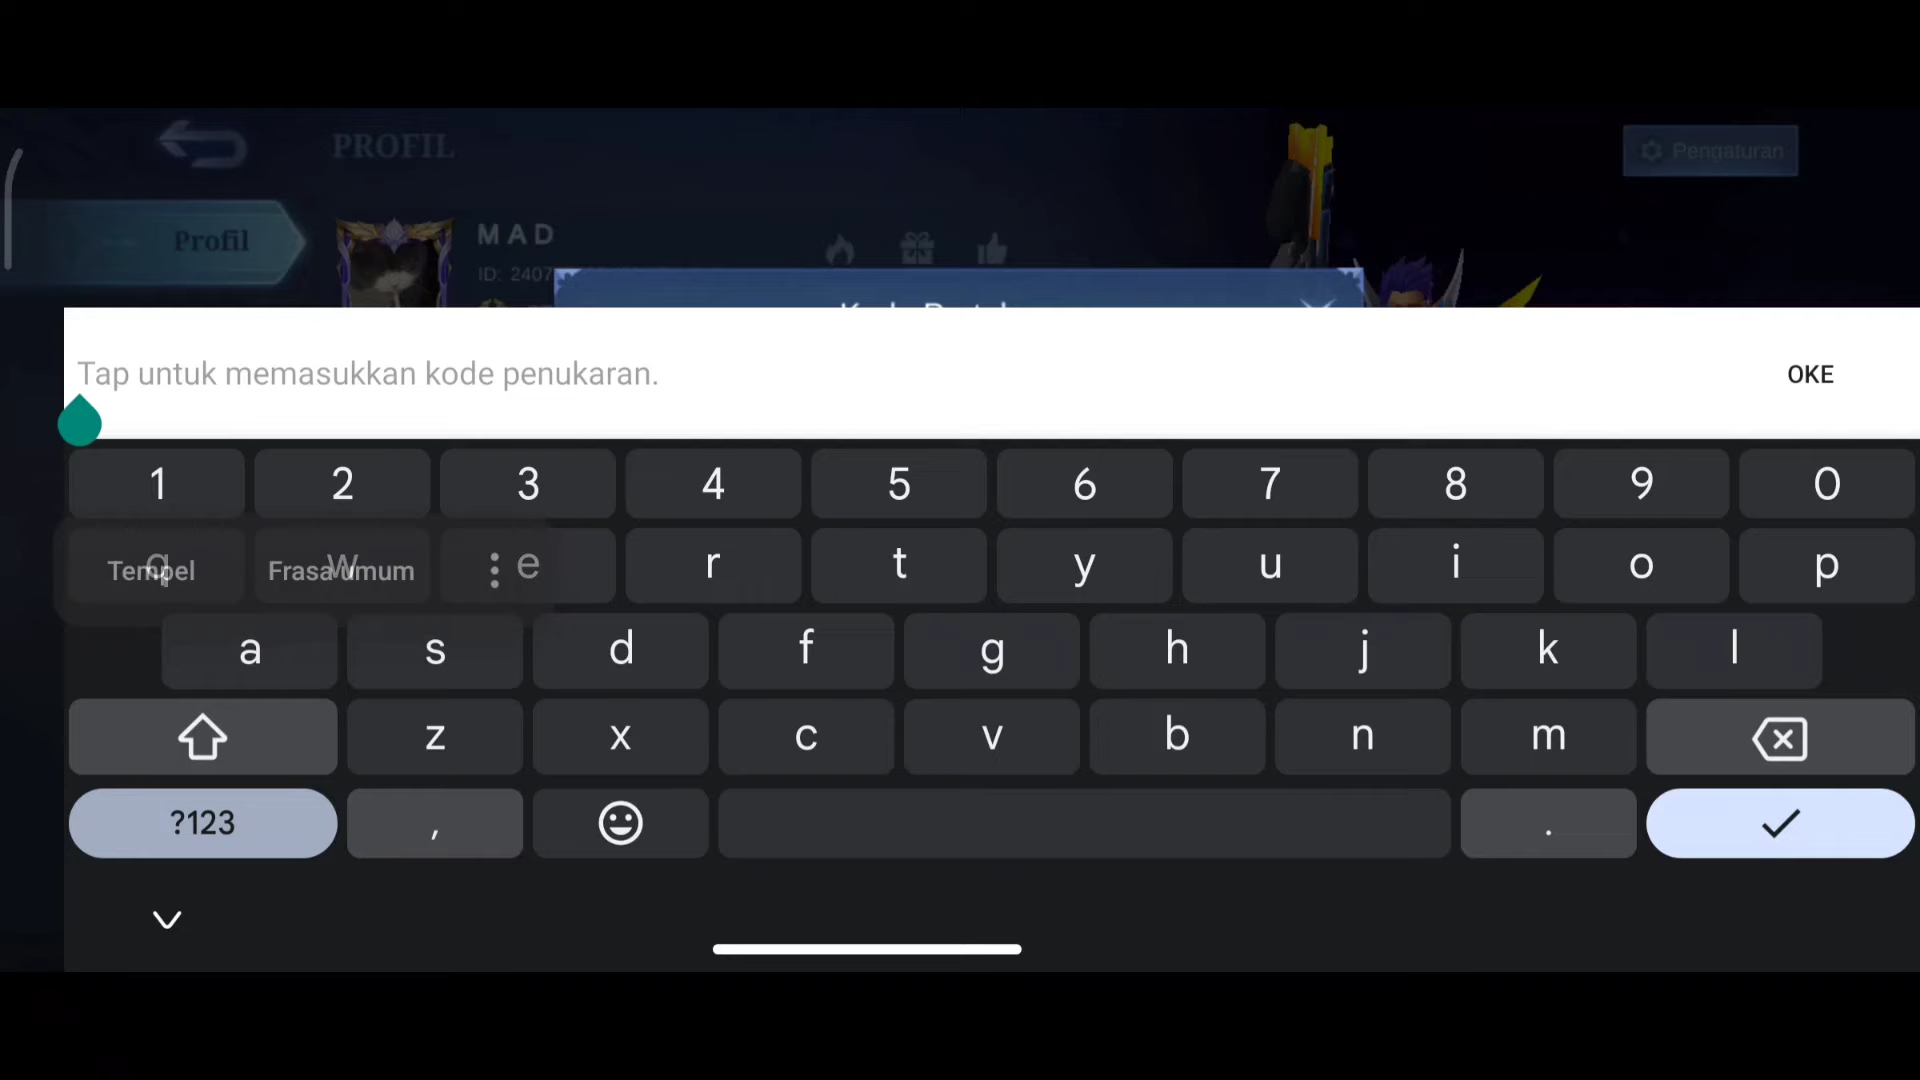 PROFIL
Pengaturan
Profil
M A D
ID: 2407
Tap untuk memasukkan kode penukaran.
OKE
1 2 3 4 5 6 7 8 9 0
q w e r t y u i o p
Tempel Frasa umum
a s d f g h j k l
z x c v b n m
?123 , .